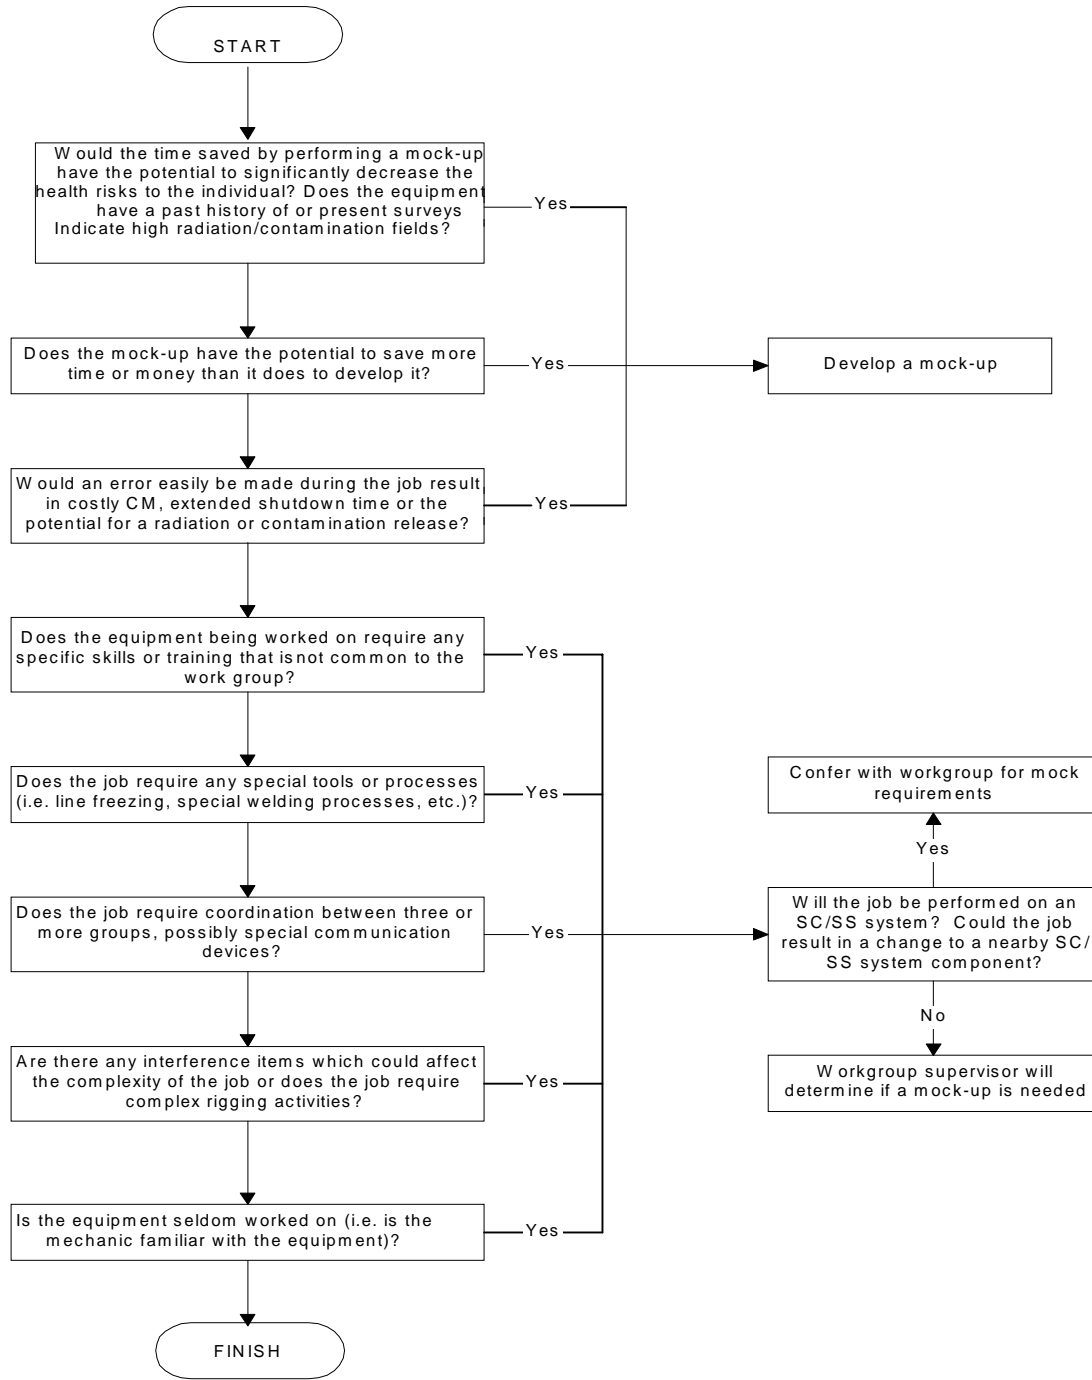 START
Would the time saved by performing a mock-up
have the potential to significantly decrease the
health risks to the individual? Does the equipment
have a past history of or present surveys
Indicate high radiation/contamination fields?
Yes
Does the mock-up have the potential to save more
time or money than it does to develop it?
Yes
Develop a mock-up
Would an error easily be made during the job result
in costly CM, extended shutdown time or the
potential for a radiation or contamination release?
Yes
Does the equipment being worked on require any
specific skills or training that is not common to the
work group?
Yes
Does the job require any special tools or processes
(i.e. line freezing, special welding processes, etc.)?
Yes
Confer with workgroup for mock
requirements
Yes
Does the job require coordination between three or
more groups, possibly special communication
devices?
Yes
Will the job be performed on an
SC/SS system?  Could the job
result in a change to a nearby SC/
SS system component?
No
Are there any interference items which could affect
the complexity of the job or does the job require
complex rigging activities?
Yes
Workgroup supervisor will
determine if a mock-up is needed
Is the equipment seldom worked on (i.e. is the
mechanic familiar with the equipment)?
Yes
FINISH